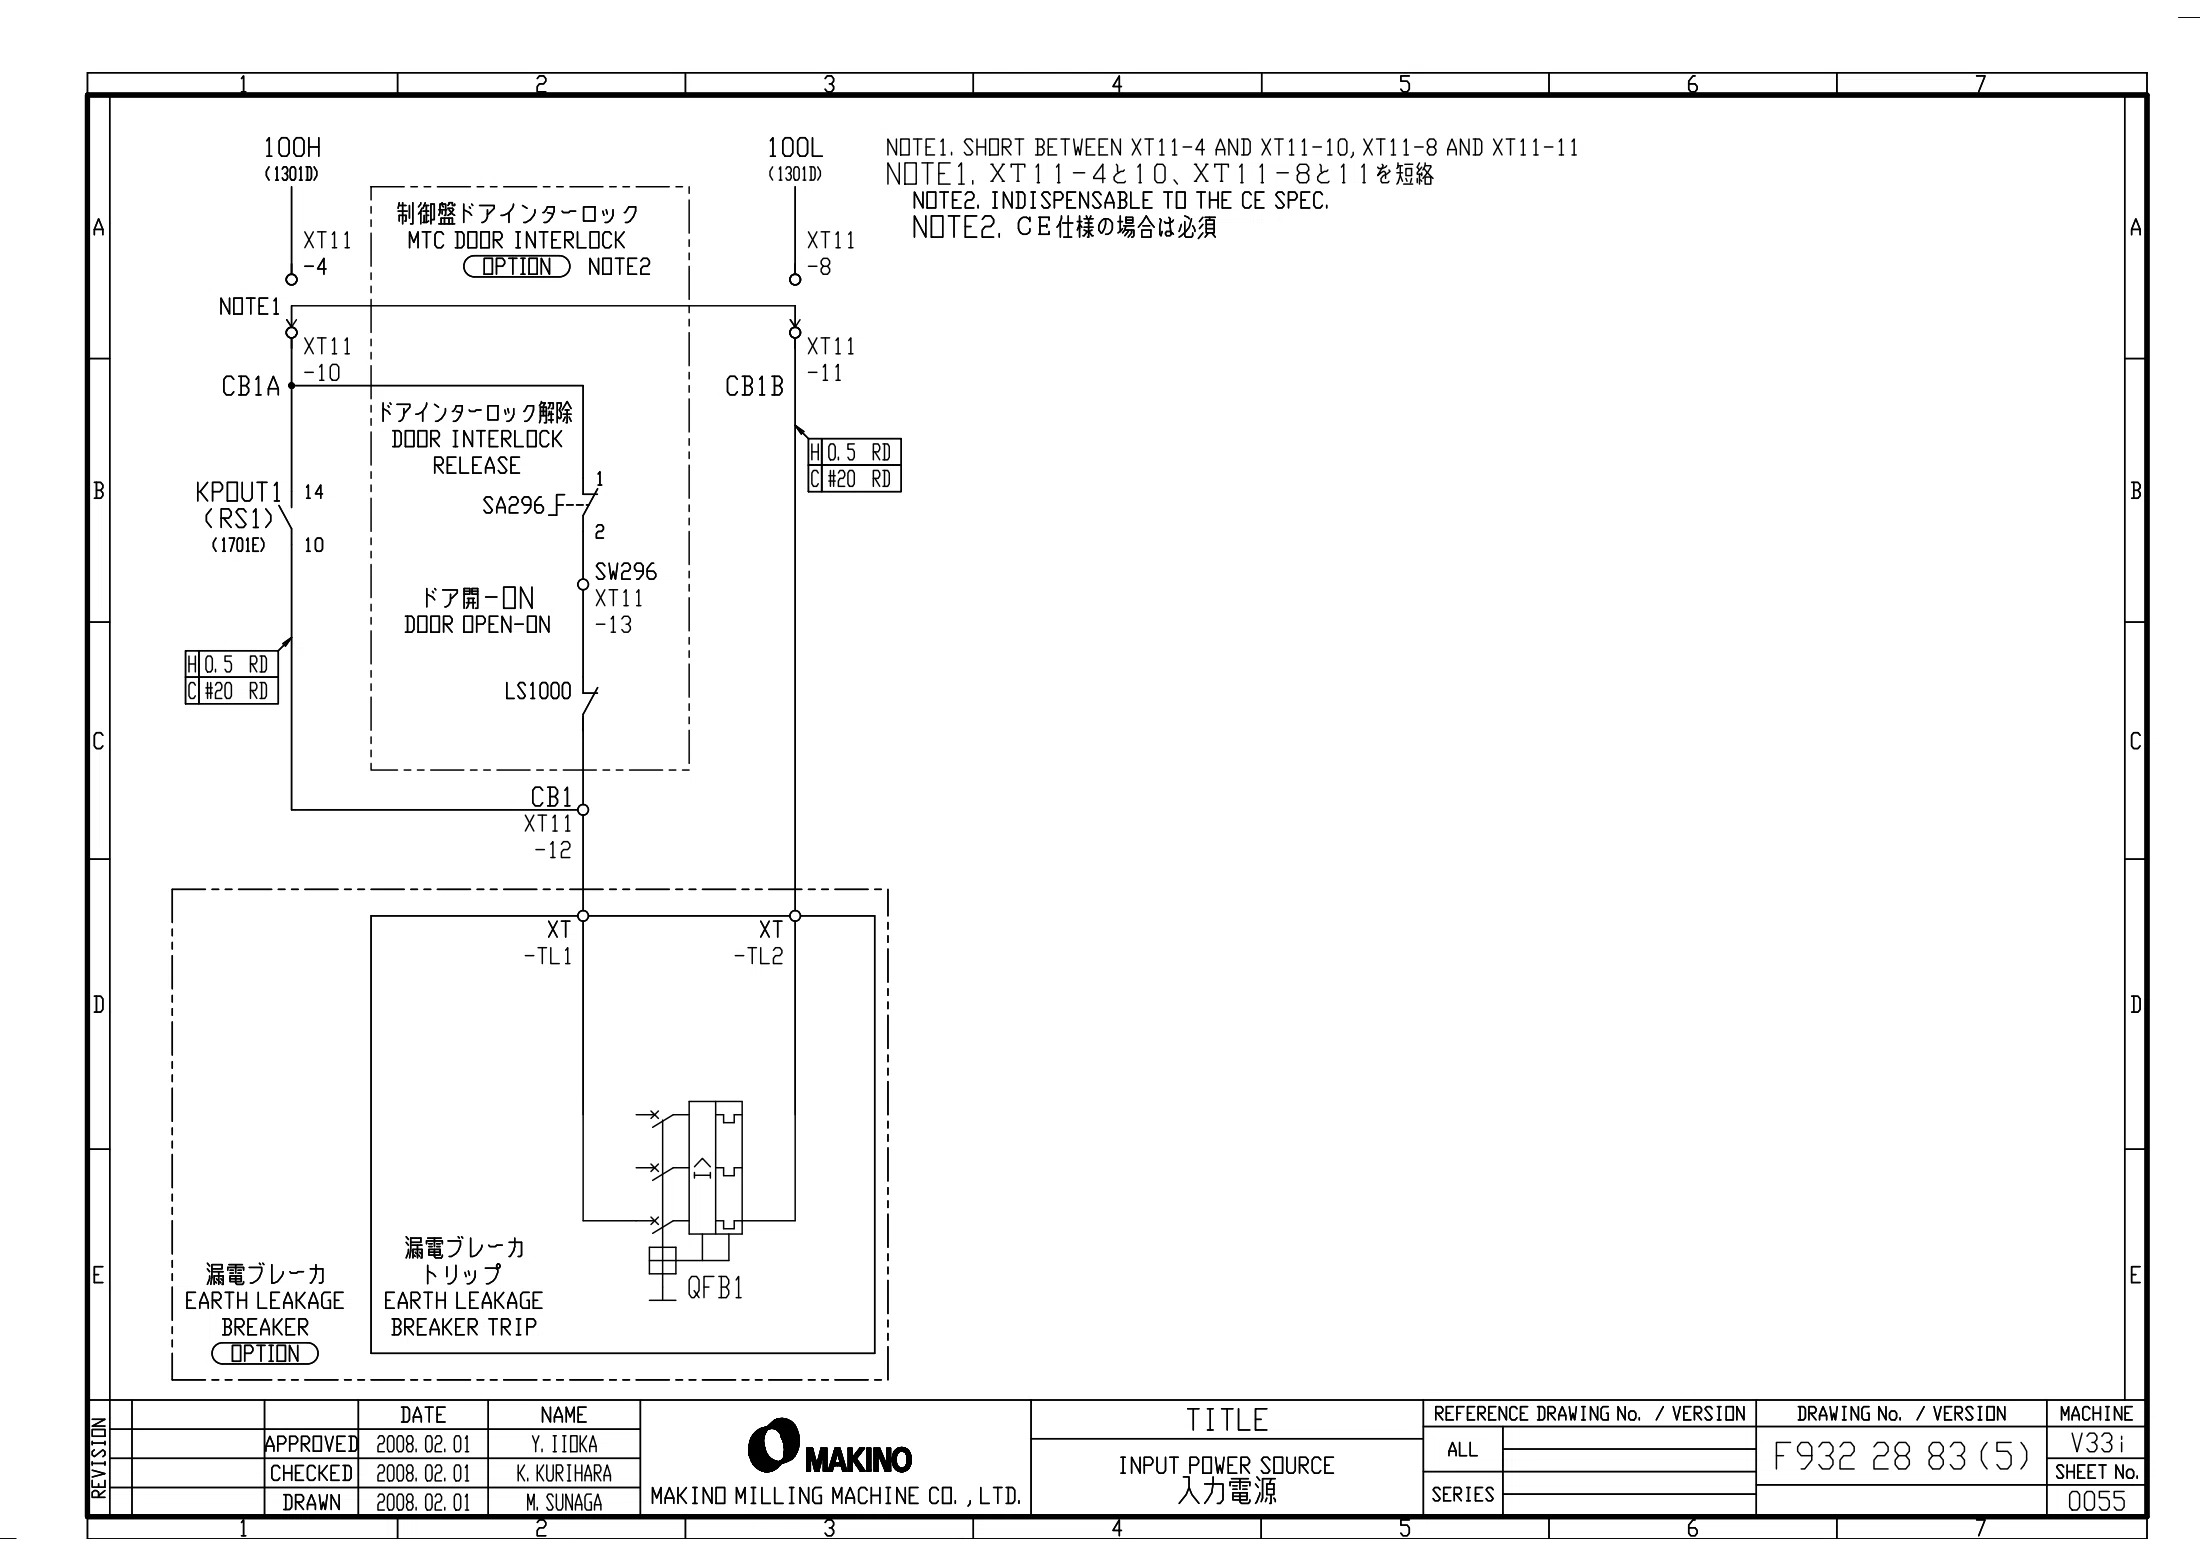 1 2 3 4 5 6 7
100H
(1301D)
100L
(1301D)
NOTE1. SHORT BETWEEN XT11-4 AND XT11-10, XT11-8 AND XT11-11
NOTE1. XT11-4と10、XT11-8と11を短絡
NOTE2. INDISPENSABLE TO THE CE SPEC.
NOTE2. CE仕様の場合は必須
A
A
制御盤ドアインターロック
MTC DOOR INTERLOCK
OPTION NOTE2
XT11
-4
XT11
-8
NOTE1
XT11
-10
XT11
-11
CB1A
CB1B
ドアインターロック解除
DOOR INTERLOCK
RELEASE
H 0.5 RD
C #20 RD
B
B
KPOUT1
(RS1)
(1701E)
14
10
1
SA296
2
SW296
XT11
-13
ドア開-ON
DOOR OPEN-ON
H 0.5 RD
C #20 RD
LS1000
C
C
CB1
XT11
-12
XT
-TL1
XT
-TL2
D
D
I>
QFB1
漏電ブレーカ
トリップ
EARTH LEAKAGE
BREAKER TRIP
漏電ブレーカ
EARTH LEAKAGE
BREAKER
OPTION
E
E
REVISION
DATE NAME
APPROVED 2008.02.01 Y. IIOKA
CHECKED 2008.02.01 K. KURIHARA
DRAWN 2008.02.01 M. SUNAGA
MAKINO
MAKINO MILLING MACHINE CO., LTD.
TITLE
INPUT POWER SOURCE
入力電源
REFERENCE DRAWING No. / VERSION
ALL
SERIES
DRAWING No. / VERSION
F932 28 83(5)
MACHINE
V33i
SHEET No.
0055
1 2 3 4 5 6 7